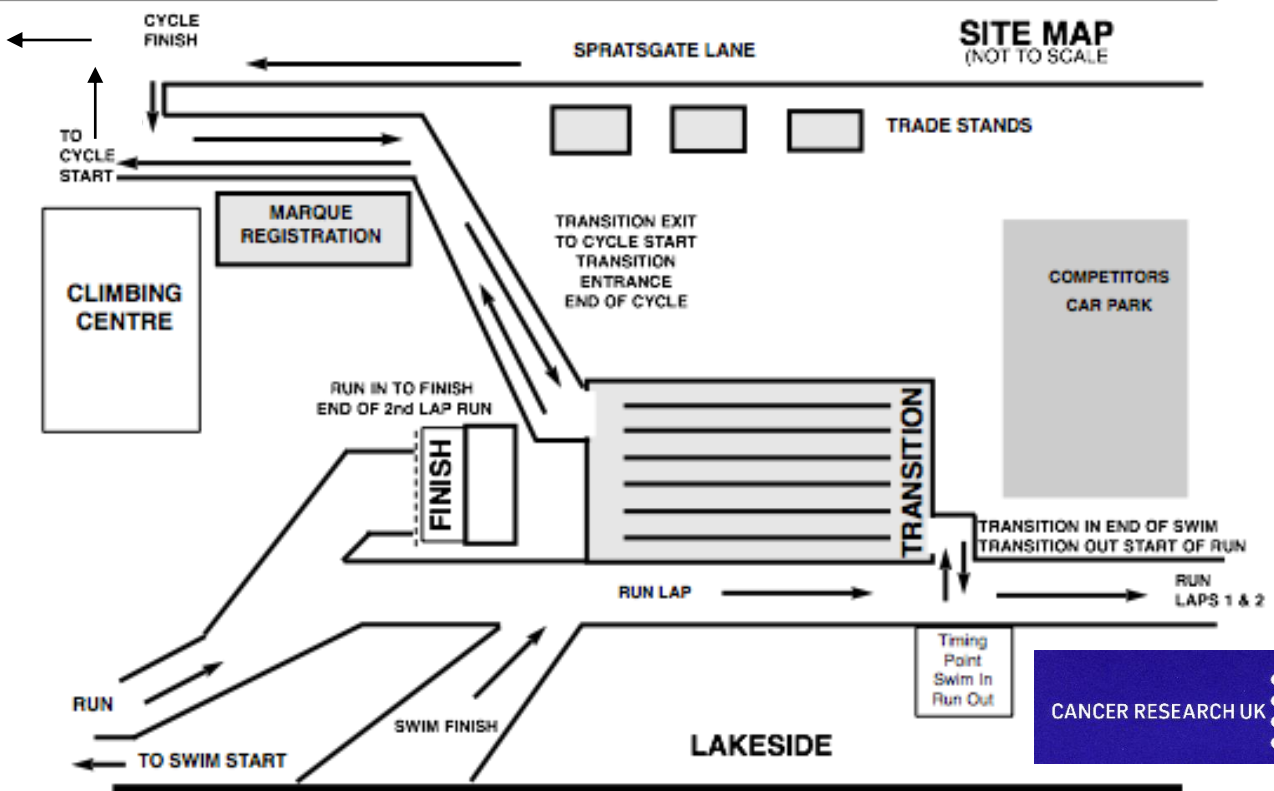 CYCLE
FINISH
SPRATSGATE LANE
SITE MAP
(NOT TO SCALE
TO
CYCLE
START
TRADE STANDS
MARQUE
REGISTRATION
TRANSITION EXIT
TO CYCLE START
TRANSITION
ENTRANCE
END OF CYCLE
COMPETITORS
CAR PARK
CLIMBING
CENTRE
RUN IN TO FINISH
END OF 2nd LAP RUN
FINISH
TRANSITION
TRANSITION IN END OF SWIM
TRANSITION OUT START OF RUN
RUN LAP
RUN
LAPS 1 & 2
Timing
Point
Swim In
Run Out
RUN
SWIM FINISH
TO SWIM START
LAKESIDE
CANCER RESEARCH UK